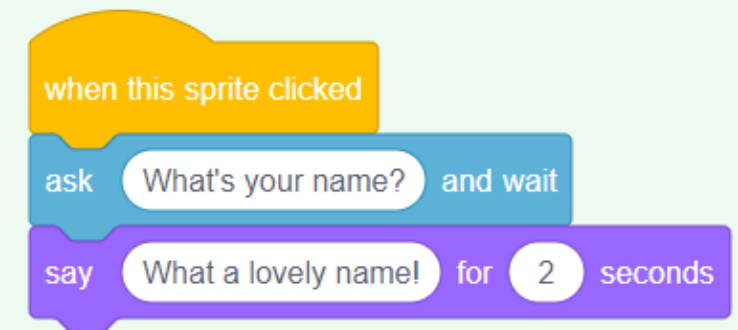 when this sprite clicked
ask What's your name? and wait
say What a lovely name! for 2 seconds